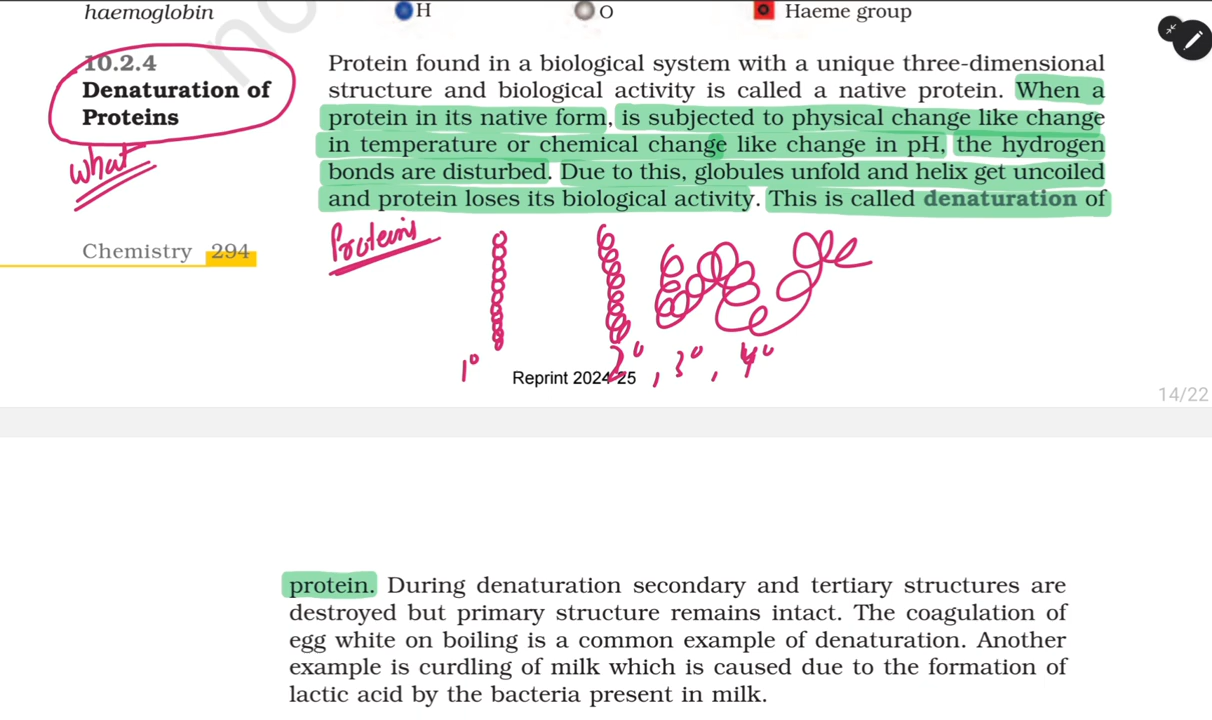 haemoglobin
H
O
Haeme group
10.2.4
Denaturation of
Proteins
What
Protein found in a biological system with a unique three-dimensional
structure and biological activity is called a native protein. When a
protein in its native form, is subjected to physical change like change
in temperature or chemical change like change in pH, the hydrogen
bonds are disturbed. Due to this, globules unfold and helix get uncoiled
and protein loses its biological activity. This is called denaturation of
Chemistry 294
Proteins
1° 2°, 3°, 4°
Reprint 2024-25
14/22
protein. During denaturation secondary and tertiary structures are
destroyed but primary structure remains intact. The coagulation of
egg white on boiling is a common example of denaturation. Another
example is curdling of milk which is caused due to the formation of
lactic acid by the bacteria present in milk.